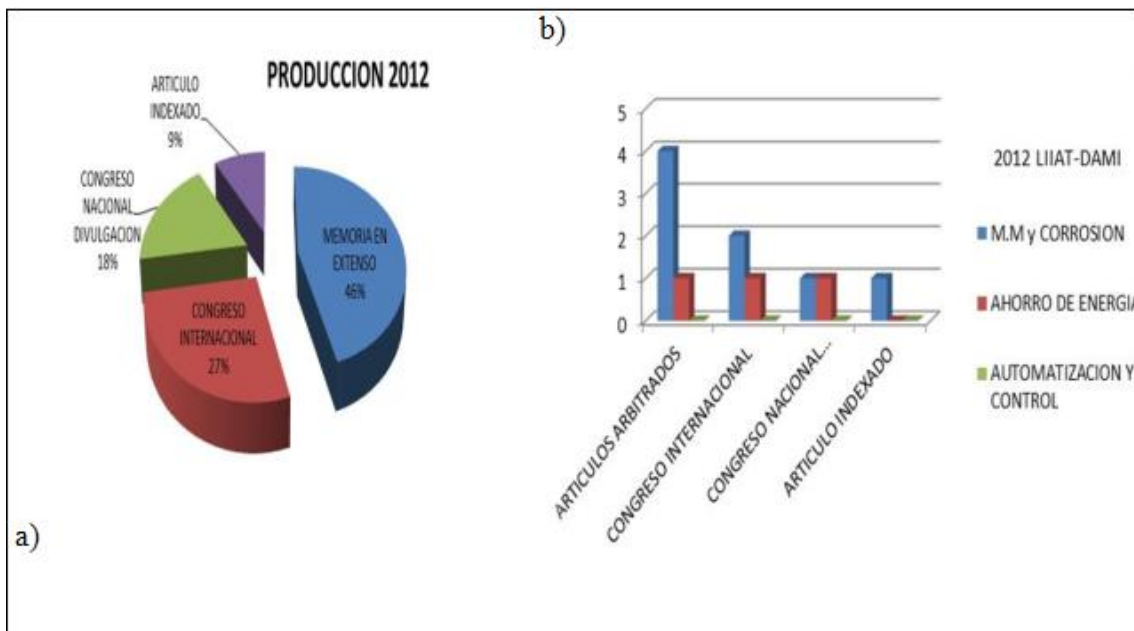 a)
PRODUCCION 2012
ARTICULO
INDEXADO
9%
CONGRESO
NACIONAL
DIVULGACION
18%
CONGRESO
INTERNACIONAL
27%
MEMORIA EN
EXTENSO
46%
b)
5
4
3
2
1
0
ARTICULOS ARBITRADOS
CONGRESO INTERNACIONAL
CONGRESO NACIONAL...
ARTICULO INDEXADO
2012 LIIAT-DAMI
M.M y CORROSION
AHORRO DE ENERGIA
AUTOMATIZACION Y
CONTROL